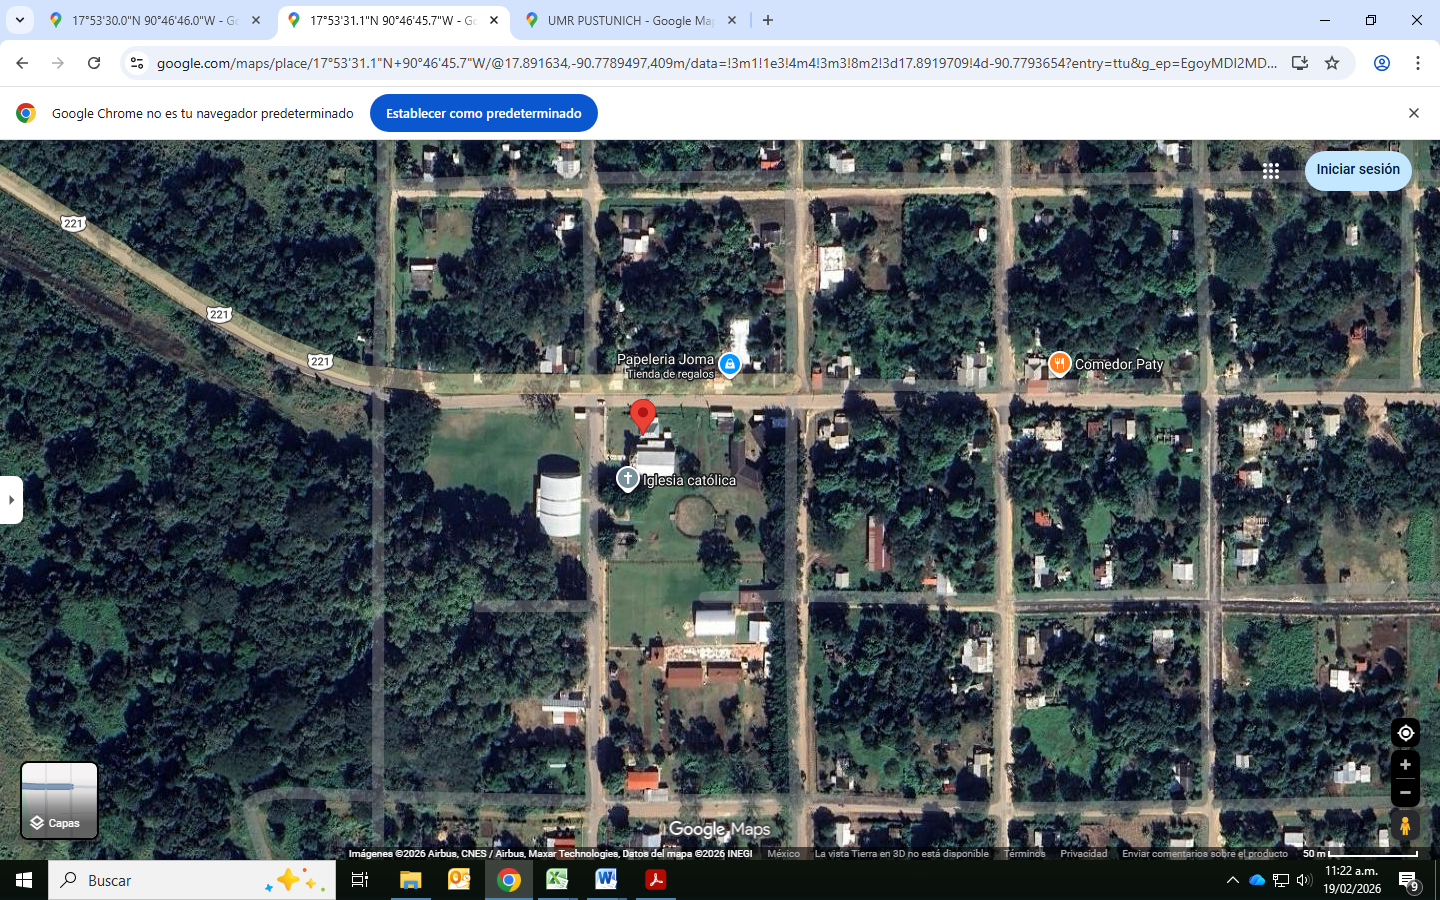 17°53'30.0"N 90°46'46.0"W - Go
17°53'31.1"N 90°46'45.7"W - Go
UMR PUSTUNICH - Google Map
google.com/maps/place/17°53'31.1"N+90°46'45.7"W/@17.891634,-90.7789497,409m/data=!3m1!1e3!4m4!3m3!8m2!3d17.8919709!4d-90.7793654?entry=ttu&g_ep=EgoyMDI2MD...
Google Chrome no es tu navegador predeterminado
Establecer como predeterminado
Iniciar sesión
221
221
221
Papeleria Joma
Tienda de regalos
Comedor Paty
Iglesia católica
Capas
Google Maps
Imágenes ©2026 Airbus, CNES / Airbus, Maxar Technologies, Datos del mapa ©2026 INEGI México La vista Tierra en 3D no está disponible Términos Privacidad Enviar comentarios sobre el producto 50 m
Buscar
11:22 a.m.
19/02/2026
9